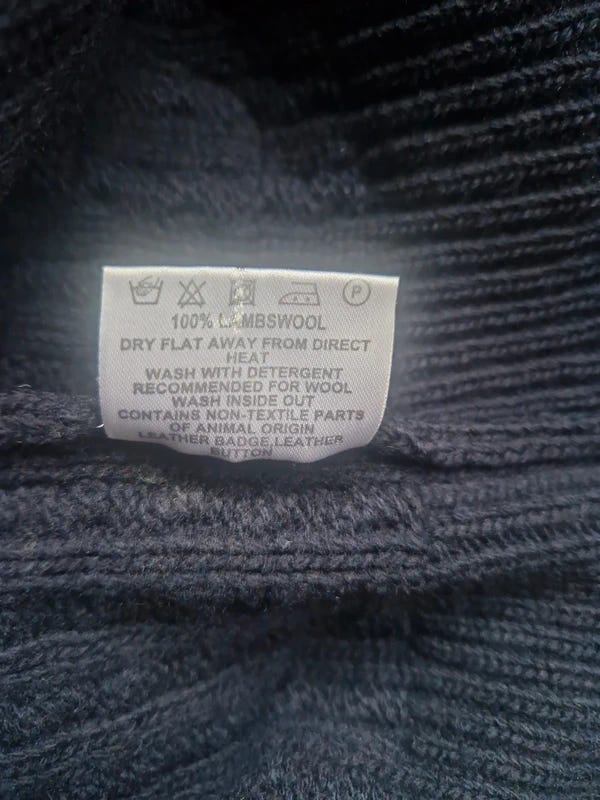 P
100% LAMBSWOOL
DRY FLAT AWAY FROM DIRECT
HEAT
WASH WITH DETERGENT
RECOMMENDED FOR WOOL
WASH INSIDE OUT
CONTAINS NON-TEXTILE PARTS
OF ANIMAL ORIGIN
LEATHER BADGE,LEATHER
BUTTON